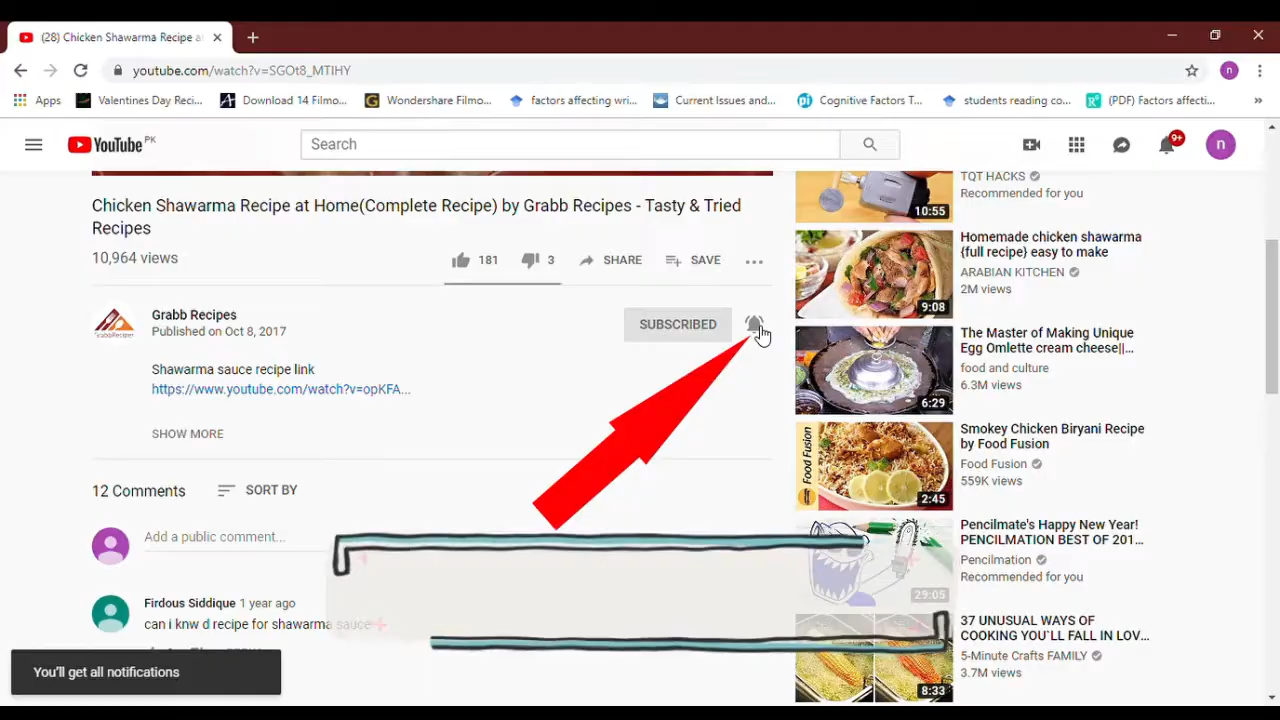 (28) Chicken Shawarma Recipe a
youtube.com/watch?v=SGOt8_MTIHY
Apps
Valentines Day Reci...
Download 14 Filmo...
Wondershare Filmo...
factors affecting wri...
Current Issues and...
Cognitive Factors T...
students reading co...
(PDF) Factors affecti...
YouTube PK
Search
9+
n
n
Chicken Shawarma Recipe at Home(Complete Recipe) by Grabb Recipes - Tasty & Tried
Recipes
10,964 views
181
3
SHARE
SAVE
Grabb Recipes
Published on Oct 8, 2017
SUBSCRIBED
Shawarma sauce recipe link
https://www.youtube.com/watch?v=opKFA...
SHOW MORE
12 Comments
SORT BY
Add a public comment...
Firdous Siddique 1 year ago
can i knw d recipe for shawarma sauce
You'll get all notifications
TQT HACKS
Recommended for you
10:55
Homemade chicken shawarma
{full recipe} easy to make
ARABIAN KITCHEN
2M views
9:08
The Master of Making Unique
Egg Omlette cream cheese||...
food and culture
6.3M views
6:29
Smokey Chicken Biryani Recipe
by Food Fusion
Food Fusion
559K views
Food Fusion
2:45
Pencilmate's Happy New Year!
PENCILMATION BEST OF 201...
Pencilmation
Recommended for you
29:05
37 UNUSUAL WAYS OF
COOKING YOU`LL FALL IN LOV...
5-Minute Crafts FAMILY
3.7M views
8:33